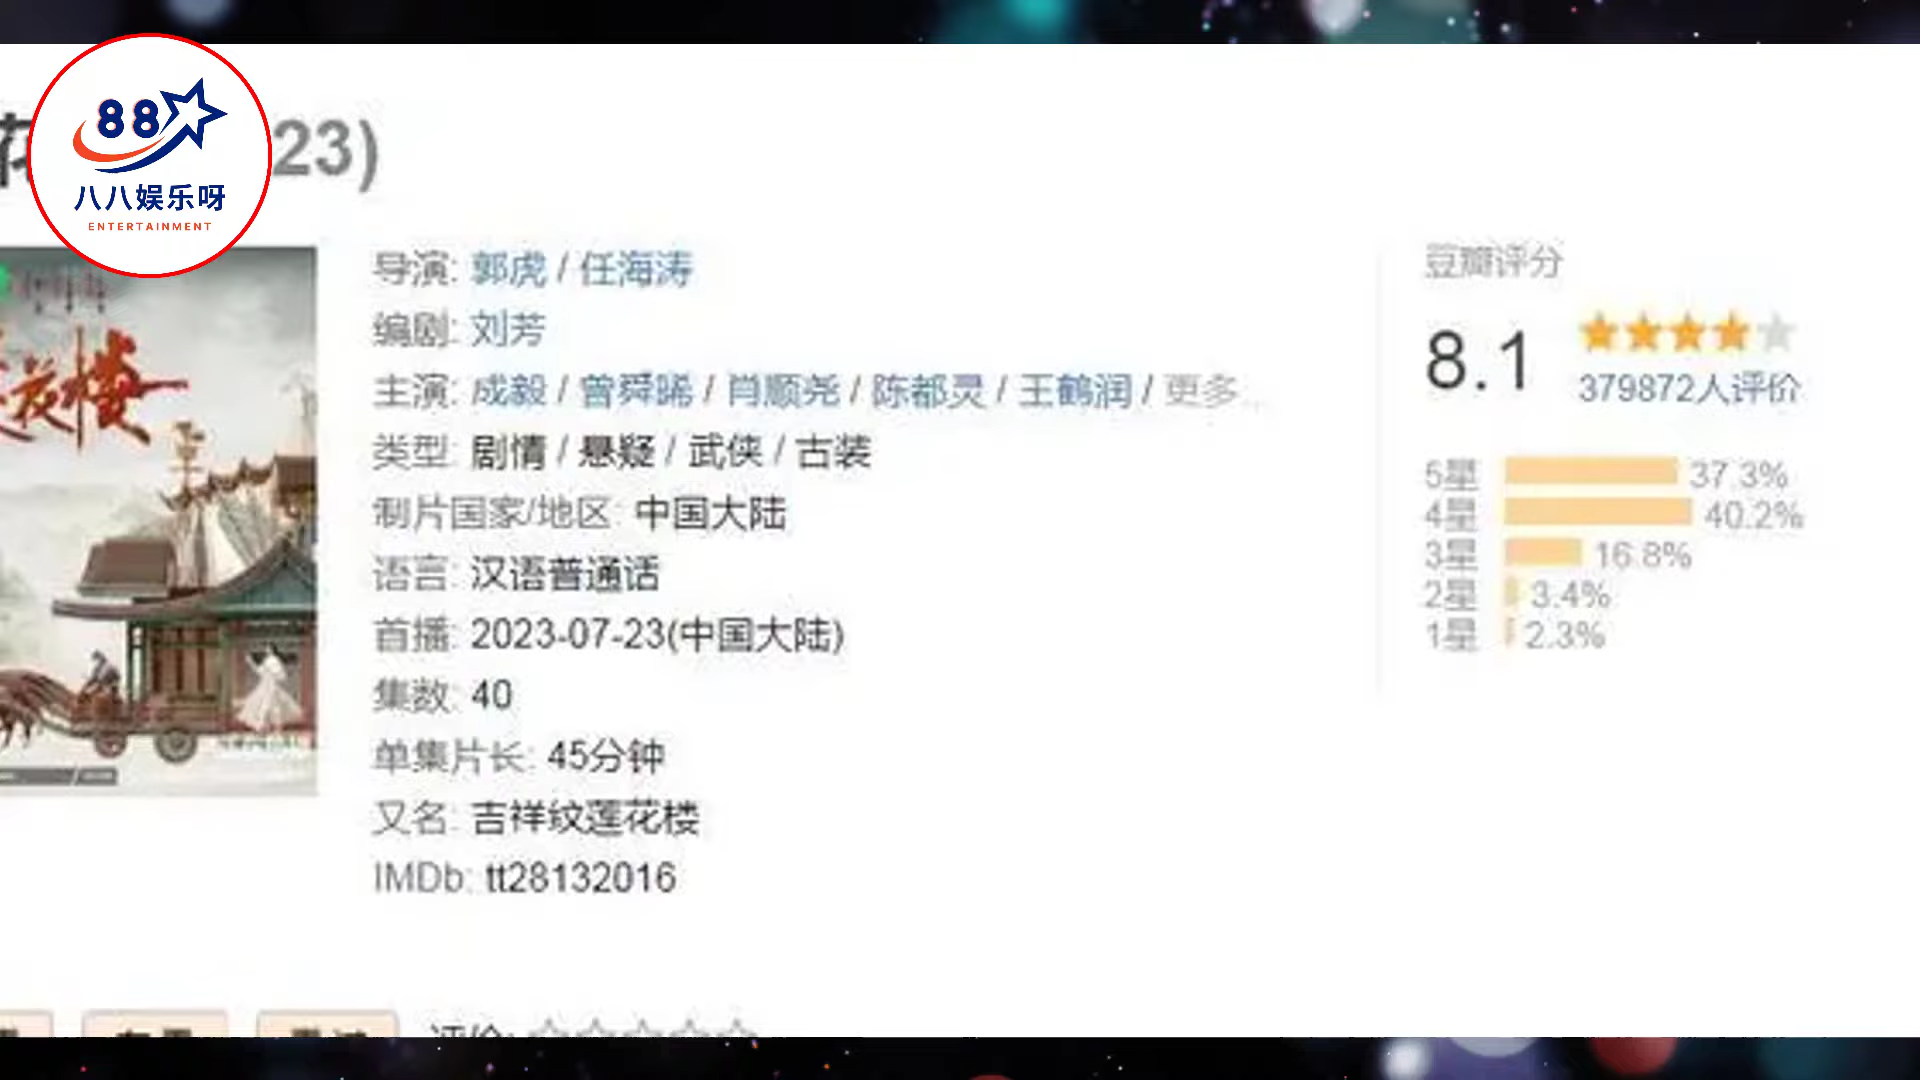 88
八八娱乐呀
ENTERTAINMENT
花
23)
花楼
导演: 郭虎 / 任海涛
编剧: 刘芳
主演: 成毅 / 曾舜晞 / 肖顺尧 / 陈都灵 / 王鹤润 / 更多...
类型: 剧情 / 悬疑 / 武侠 / 古装
制片国家/地区: 中国大陆
语言: 汉语普通话
首播: 2023-07-23(中国大陆)
集数: 40
单集片长: 45分钟
又名: 吉祥纹莲花楼
IMDb: tt28132016
豆瓣评分
8.1
379872人评价
5星 37.3%
4星 40.2%
3星 16.8%
2星 3.4%
1星 2.3%
评价: